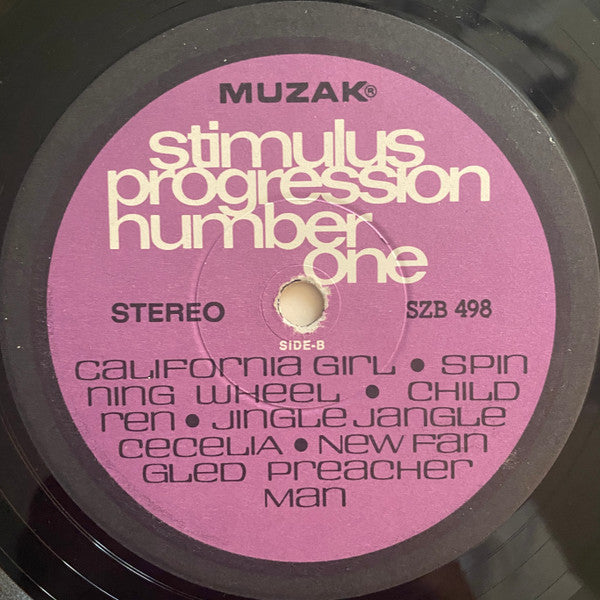 MUZAK®
stimulus
progression
number
one
STEREO
SZB 498
SIDE-B
CALIFORNIA GIRL • SPIN
NING WHEEL • CHILD
REN • JINGLE JANGLE
CECELIA • NEW FAN
GLED PREACHER
MAN